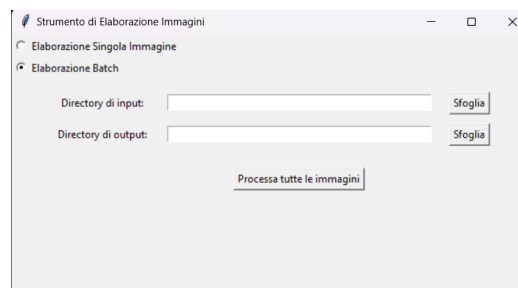 Strumento di Elaborazione Immagini
Elaborazione Singola Immagine
Elaborazione Batch
Directory di input: Sfoglia
Directory di output: Sfoglia
Processa tutte le immagini